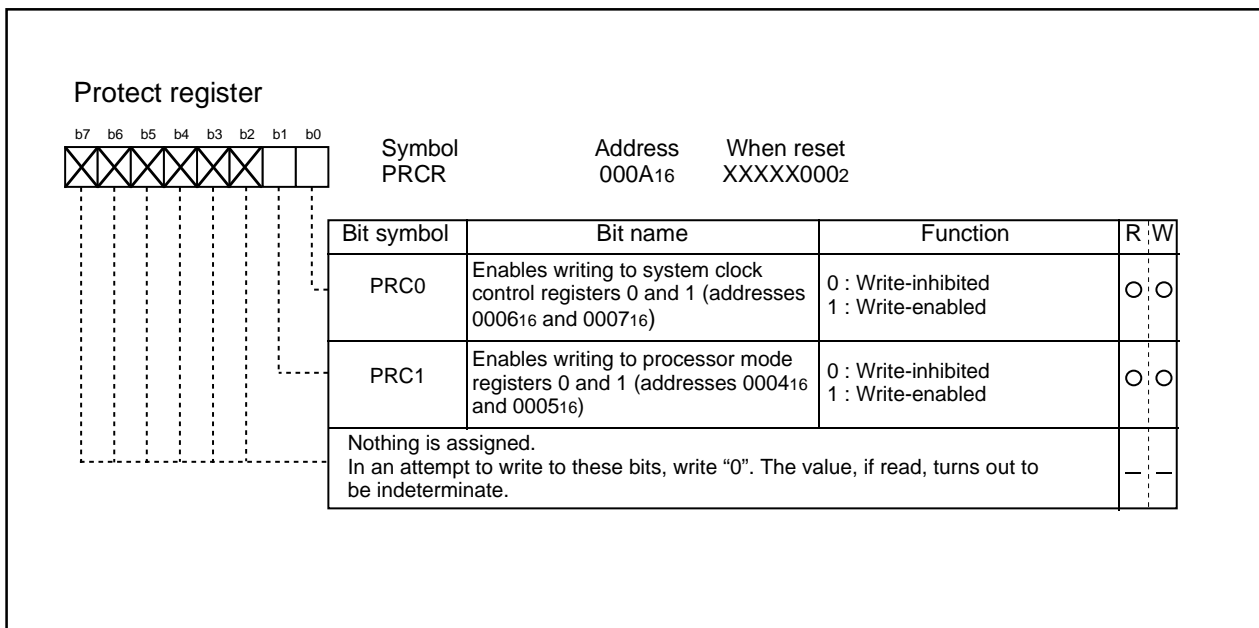 Protect register
b7 b6 b5 b4 b3 b2 b1 b0
Symbol Address When reset
PRCR 000A16 XXXXX0002
Bit symbol Bit name Function R W
PRC0 Enables writing to system clock
control registers 0 and 1 (addresses
000616 and 000716)
0 : Write-inhibited
1 : Write-enabled
PRC1 Enables writing to processor mode
registers 0 and 1 (addresses 000416
and 000516)
0 : Write-inhibited
1 : Write-enabled
Nothing is assigned.
In an attempt to write to these bits, write “0”. The value, if read, turns out to
be indeterminate.